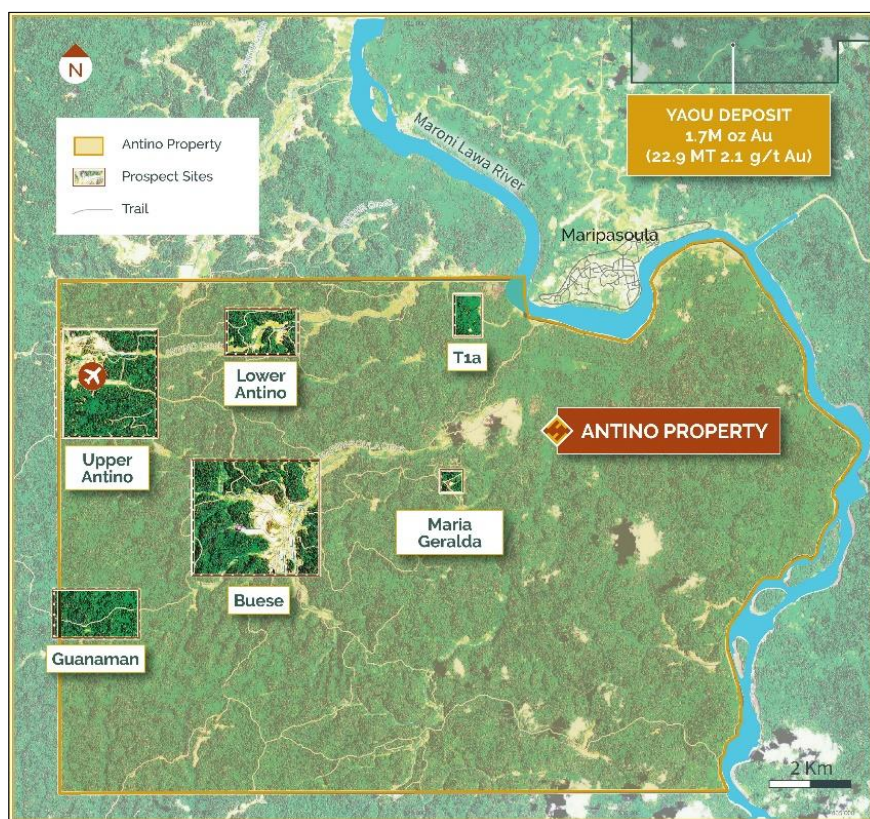 N
Antino Property
Prospect Sites
Trail
Maroni Lawa River
YAOU DEPOSIT
1.7M oz Au
(22.9 MT 2.1 g/t Au)
Maripasoula
T1a
Lower
Antino
ANTINO PROPERTY
Upper
Antino
Maria
Geralda
Buese
Guanaman
2 Km